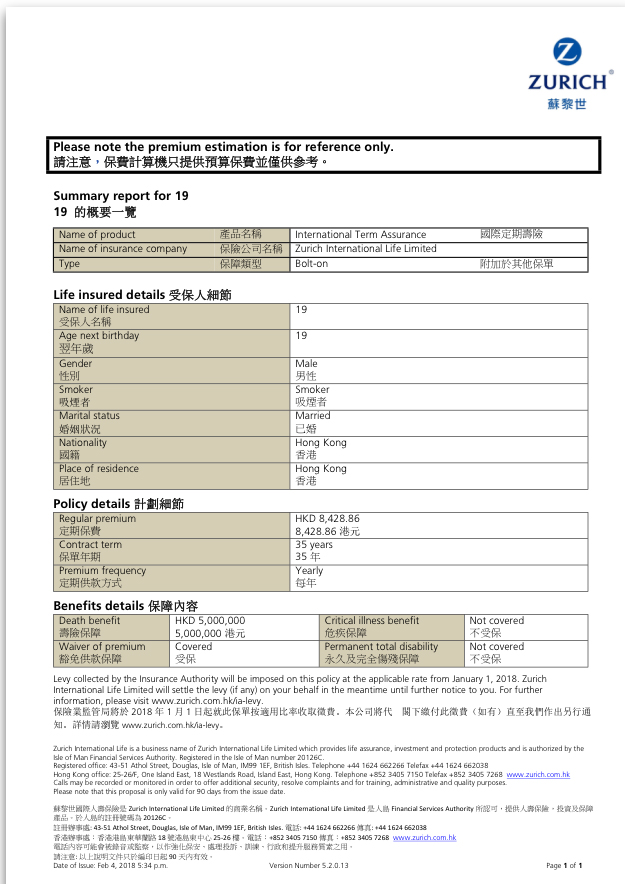 ZURICH®
蘇黎世
Please note the premium estimation is for reference only.
請注意，保費計算機只提供預算保費並僅供參考。
Summary report for 19
19 的概要一覽
Name of product 產品名稱 International Term Assurance 國際定期壽險
Name of insurance company 保險公司名稱 Zurich International Life Limited
Type 保障類型 Bolt-on 附加於其他保單
Life insured details 受保人細節
Name of life insured 19
受保人名稱
Age next birthday 19
翌年歲
Gender Male
性別 男性
Smoker Smoker
吸煙者 吸煙者
Marital status Married
婚姻狀況 已婚
Nationality Hong Kong
國籍 香港
Place of residence Hong Kong
居住地 香港
Policy details 計劃細節
Regular premium HKD 8,428.86
定期保費 8,428.86 港元
Contract term 35 years
保單年期 35 年
Premium frequency Yearly
定期供款方式 每年
Benefits details 保障內容
Death benefit HKD 5,000,000 Critical illness benefit Not covered
壽險保障 5,000,000 港元 危疾保障 不受保
Waiver of premium Covered Permanent total disability Not covered
豁免供款保障 受保 永久及完全傷殘保障 不受保
Levy collected by the Insurance Authority will be imposed on this policy at the applicable rate from January 1, 2018. Zurich
International Life Limited will settle the levy (if any) on your behalf in the meantime until further notice to you. For further
information, please visit www.zurich.com.hk/ia-levy.
保險業監管局將於 2018 年 1 月 1 日起就此保單按適用比率收取徵費。本公司將代 閣下繳付此徵費（如有）直至我們作出另行通
知。詳情請瀏覽 www.zurich.com.hk/ia-levy.
Zurich International Life is a business name of Zurich International Life Limited which provides life assurance, investment and protection products and is authorized by the
Isle of Man Financial Services Authority. Registered in the Isle of Man number 20126C.
Registered office: 43-51 Athol Street, Douglas, Isle of Man, IM99 1EF, British Isles. Telephone +44 1624 662266 Telefax +44 1624 662038
Hong Kong office: 25-26/F, One Island East, 18 Westlands Road, Island East, Hong Kong. Telephone +852 3405 7150 Telefax +852 3405 7268 www.zurich.com.hk
Calls may be recorded or monitored in order to offer additional security, resolve complaints and for training, administrative and quality purposes.
Please note that this proposal is only valid for 90 days from the issue date.
蘇黎世國際人壽保險是 Zurich International Life Limited 的商業名稱。Zurich International Life Limited 是人島 Financial Services Authority 所認可，提供人壽保險、投資及保障
產品。於人島的註冊號碼為 20126C。
註冊辦事處: 43-51 Athol Street, Douglas, Isle of Man, IM99 1EF, British Isles. 電話: +44 1624 662266 傳真: +44 1624 662038
香港辦事處：香港港島東華蘭路 18 號港島東中心 25-26 樓。電話：+852 3405 7150 傳真：+852 3405 7268 www.zurich.com.hk
電話內容可能會被錄音或監察，以作強化保安、處理投訴、訓練、行政和提升服務質素之用。
請注意: 以上說明文件只於編印日起 90 天內有效。
Date of Issue: Feb 4, 2018 5:34 p.m. Version Number 5.2.0.13 Page 1 of 1